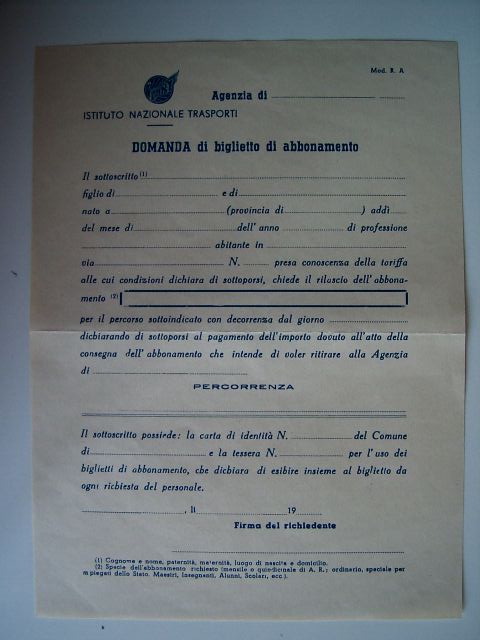 Mod. B. A
Agenzia di
ISTITUTO NAZIONALE TRASPORTI
DOMANDA di biglietto di abbonamento
Il sottoscritto (1)
figlio di e di
nato a (provincia di ) addì
del mese di dell'anno di professione
abitante in
via N. presa conoscenza della tariffa
alle cui condizioni dichiara di sottoporsi, chiede il rilascio dell'abbona-
mento (2)
per il percorso sottoindicato con decorrenza dal giorno
dichiarando di sottoporsi al pagamento dell'importo dovuto all'atto della
consegna dell'abbonamento che intende di voler ritirare alla Agenzia
di
PERCORRENZA
Il sottoscritto possiede: la carta di identità N. del Comune
di e la tessera N. per l'uso dei
biglietti di abbonamento, che dichiara di esibire insieme al biglietto da
ogni richiesta del personale.
, li 19
Firma del richiedente
(1) Cognome e nome, paternità, maternità, luogo di nascita e domicilio.
(2) Specie dell'abbonamento richiesto (mensile o quindicinale di A. R.; ordinario, speciale per
impiegati dello Stato, Maestri, Insegnanti, Alunni, Scolari, ecc.).